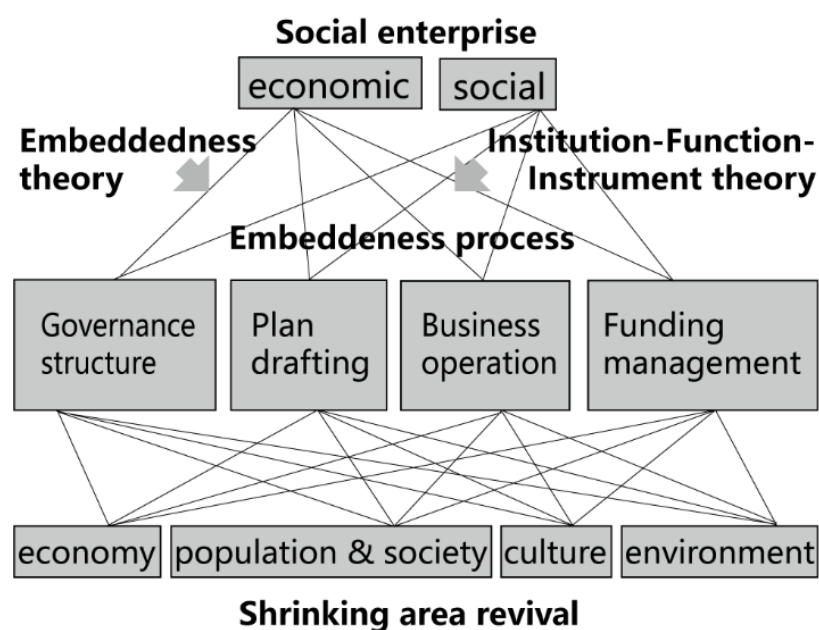 Social enterprise
economic
social
Embeddedness
theory
Institution-Function-
Instrument theory
Embeddeness process
Governance
structure
Plan
drafting
Business
operation
Funding
management
economy
population & society
culture
environment
Shrinking area revival